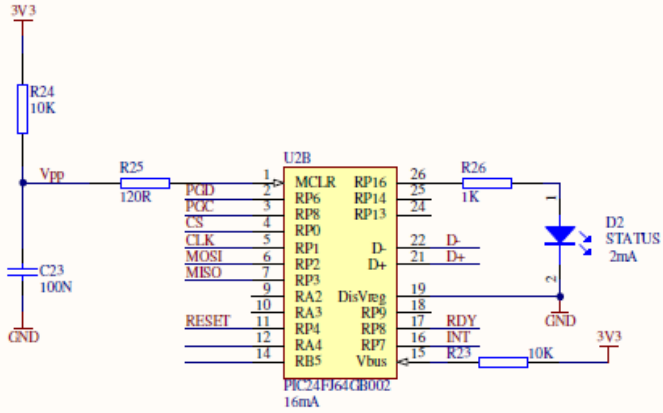 3V3
R24
10K
Vpp
R25
120R
C23
100N
GND
U2B
1 MCLR RP16 26
PGD 2 RP6 RP14 25
PGC 3 RP8 RP13 24
CS 4 RP0
CLK 5 RP1 D- 22 D-
MOSI 6 RP2 D+ 21 D+
MISO 7 RP3
9 RA2 DisVreg 19
10 RA3 RP9 18
RESET 11 RP4 RP8 17 RDY
12 RA4 RP7 16 INT
14 RB5 Vbus 15
PIC24FJ64GB002
16mA
R26
1K
1
D2
STATUS
2mA
2
GND
R23 10K
3V3